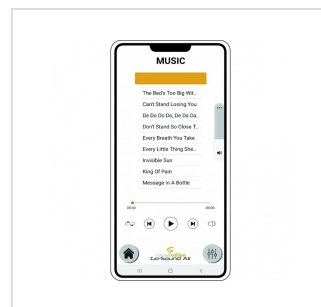 MUSIC
The Bed's Too Big Wit..
Can't Stand Losing You
De Do Do Do, De Da Da..
Don't Stand So Close T..
Every Breath You Take
Every Little Thing She..
Invisible Sun
King Of Pain
Message In A Bottle
00:00 00:00
Co-Sound Air